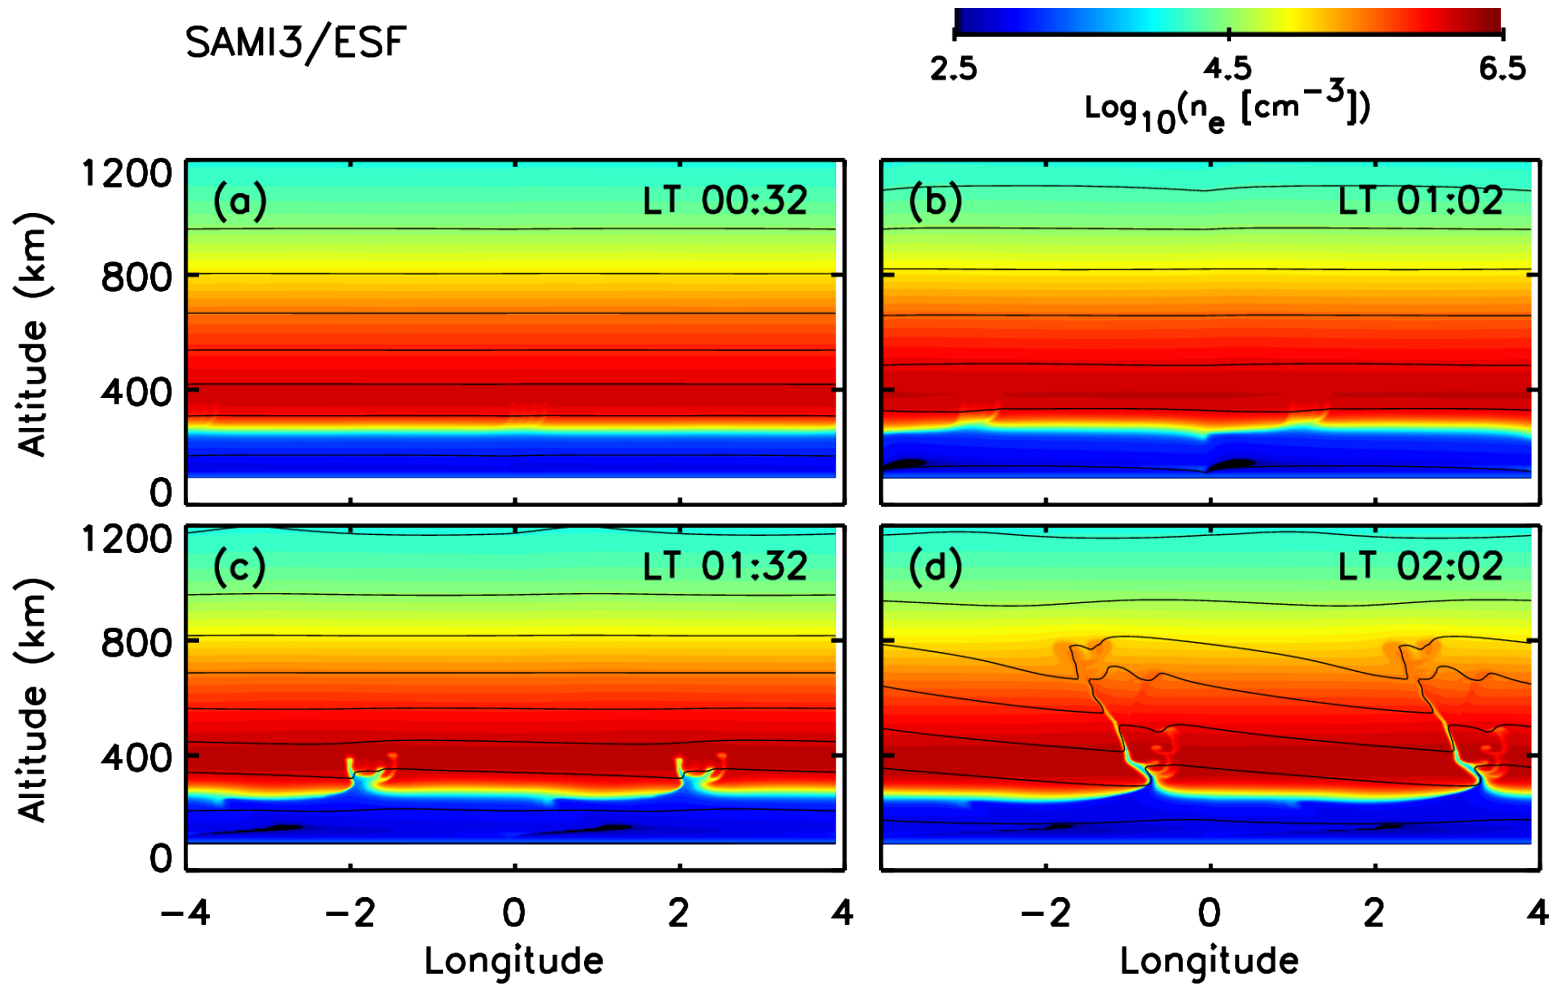 SAMI3/ESF
2.5 4.5 6.5
Log10(ne [cm−3])
(a) LT 00:32
(b) LT 01:02
1200
800
400
0
Altitude (km)
(c) LT 01:32
(d) LT 02:02
1200
800
400
0
Altitude (km)
−4 −2 0 2 4
−2 0 2 4
Longitude
Longitude